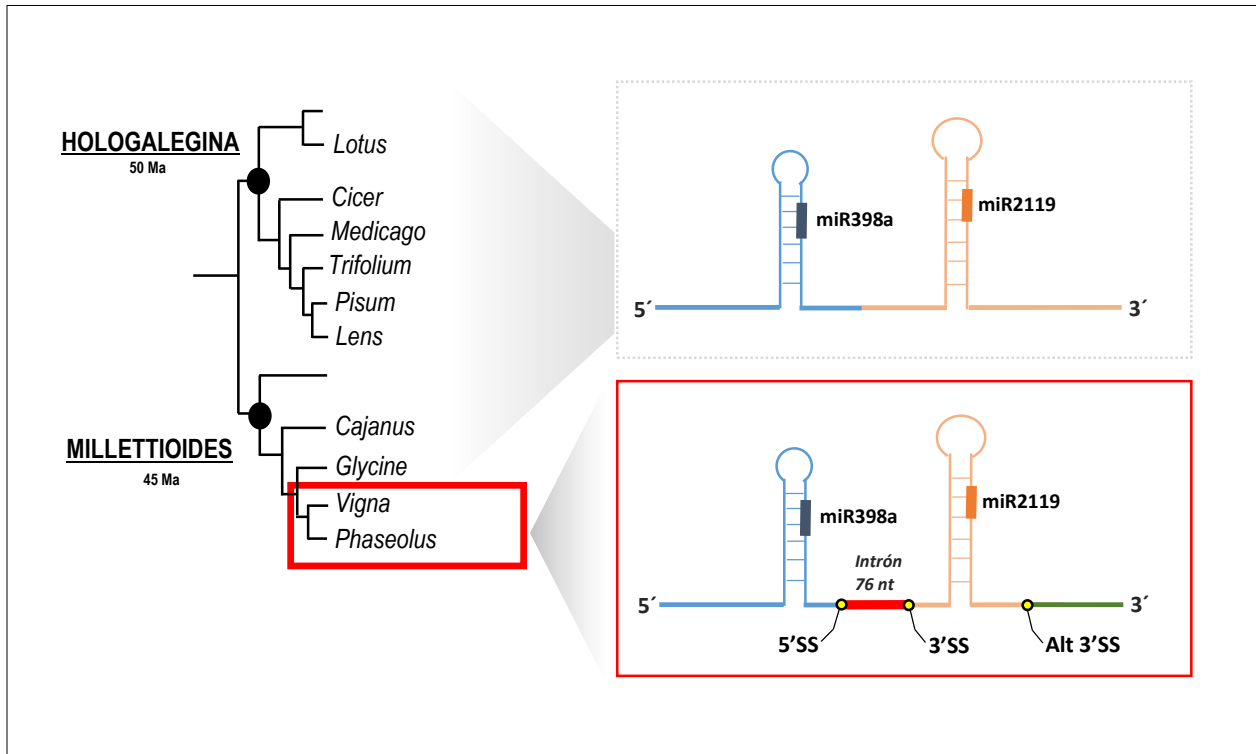 HOLOGALEGINA
50 Ma
Lotus
Cicer
Medicago
Trifolium
Pisum
Lens
MILLETTIOIDES
45 Ma
Cajanus
Glycine
Vigna
Phaseolus
miR398a
miR2119
5´
3´
miR398a
miR2119
Intrón
76 nt
5´
3´
5'SS
3'SS
Alt 3'SS